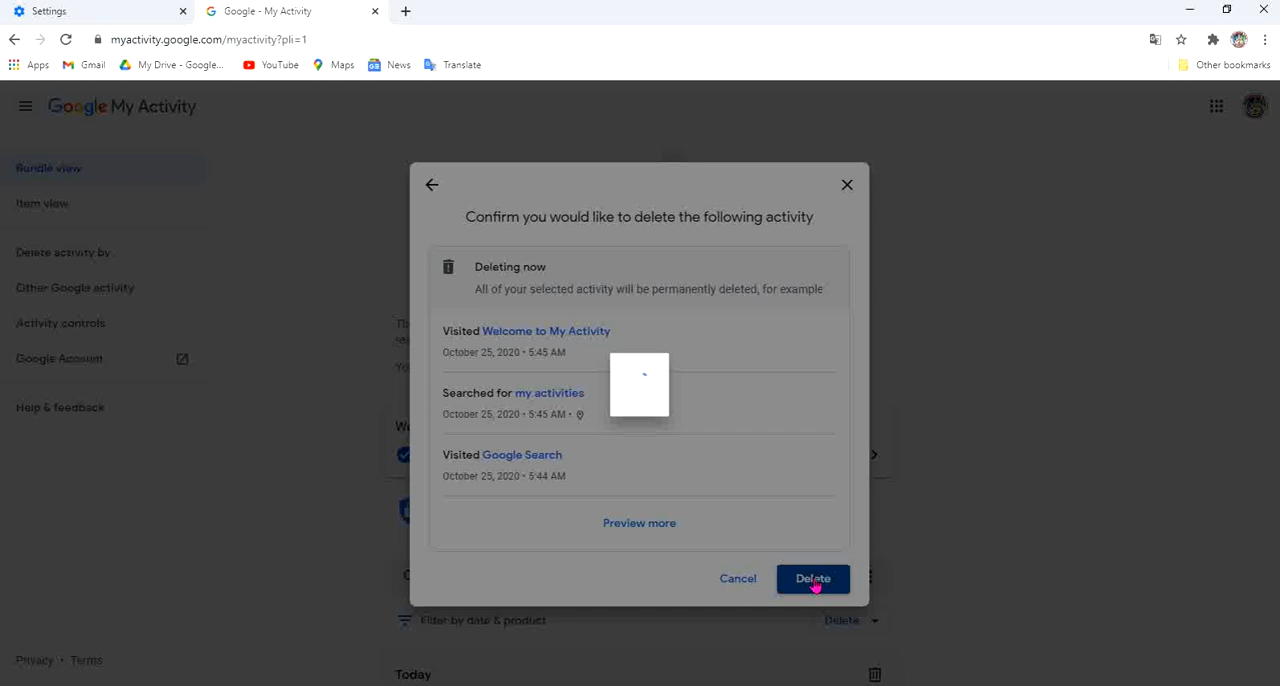 Settings
Google - My Activity
myactivity.google.com/myactivity?pli=1
Apps Gmail My Drive - Google... YouTube Maps News Translate Other bookmarks
Google My Activity
Bundle view
Item view
Delete activity by
Other Google activity
Activity controls
Google Account
Help & feedback
Privacy • Terms
Confirm you would like to delete the following activity
Deleting now
All of your selected activity will be permanently deleted, for example
Visited Welcome to My Activity
October 25, 2020 • 5:45 AM
Searched for my activities
October 25, 2020 • 5:45 AM •
Visited Google Search
October 25, 2020 • 5:44 AM
Preview more
Cancel Delete
Filter by date & product Delete
Today